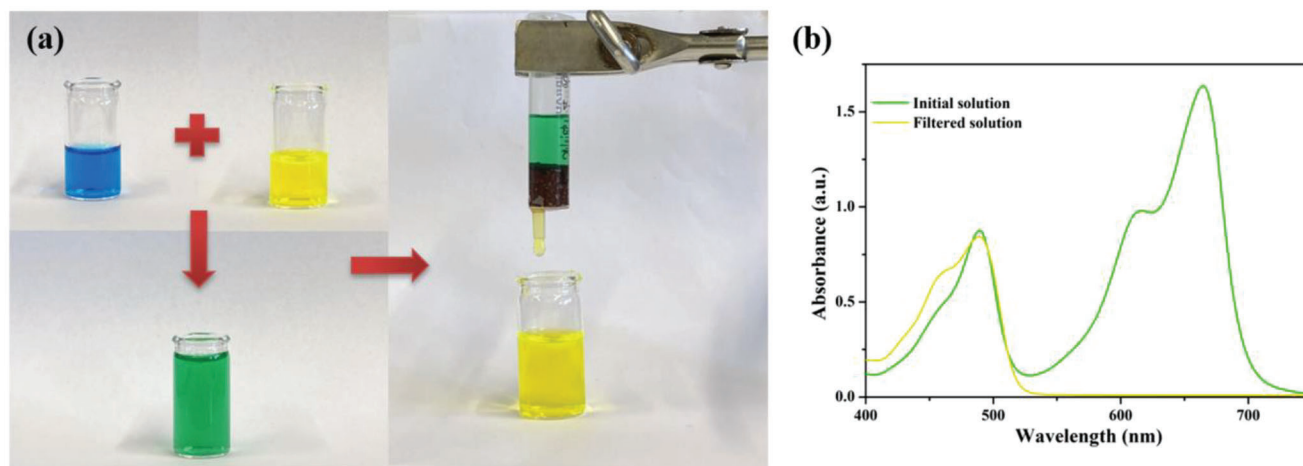 (a)
(b)
Initial solution
Filtered solution
1.5
1.0
0.5
0.0
Absorbance (a.u.)
400
500
600
700
Wavelength (nm)